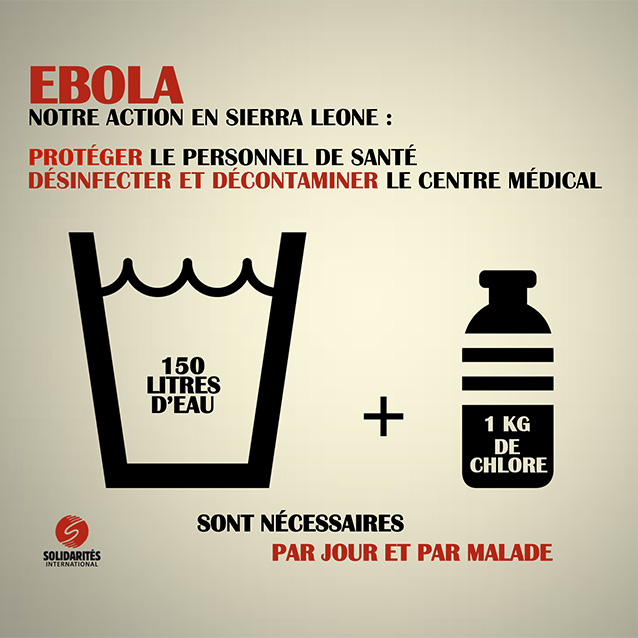 EBOLA
NOTRE ACTION EN SIERRA LEONE :
PROTÉGER LE PERSONNEL DE SANTÉ
DÉSINFECTER ET DÉCONTAMINER LE CENTRE MÉDICAL
150
LITRES
D'EAU
+
1 KG
DE
CHLORE
SONT NÉCESSAIRES
PAR JOUR ET PAR MALADE
SOLIDARITÉS
INTERNATIONAL